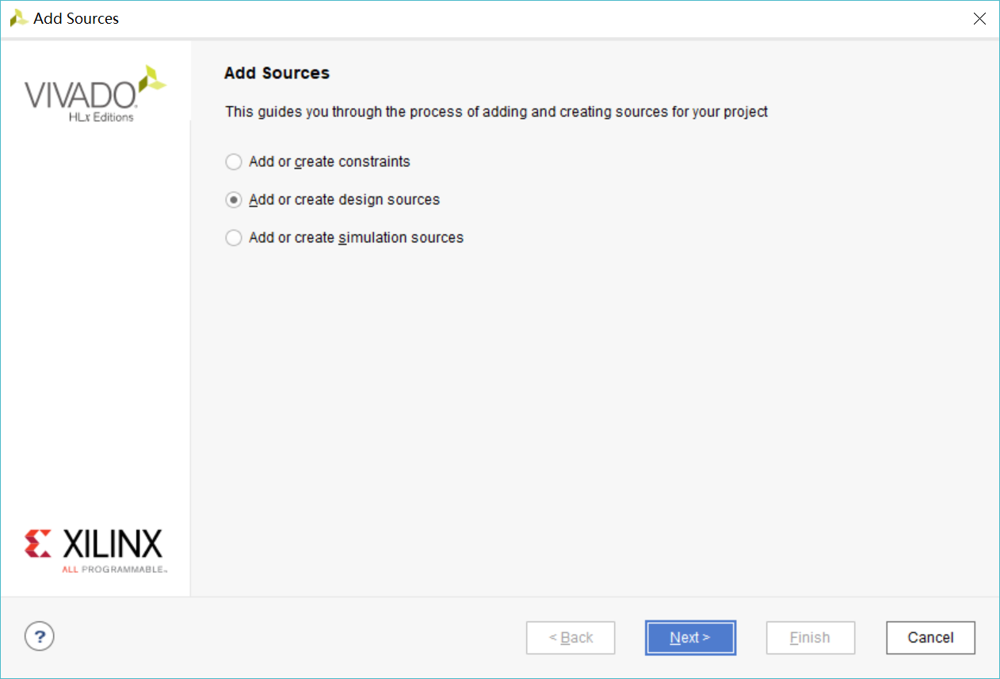 Add Sources
VIVADO
HLx Editions
Add Sources
This guides you through the process of adding and creating sources for your project
Add or create constraints
Add or create design sources
Add or create simulation sources
XILINX
ALL PROGRAMMABLE™
?
< Back
Next >
Finish
Cancel